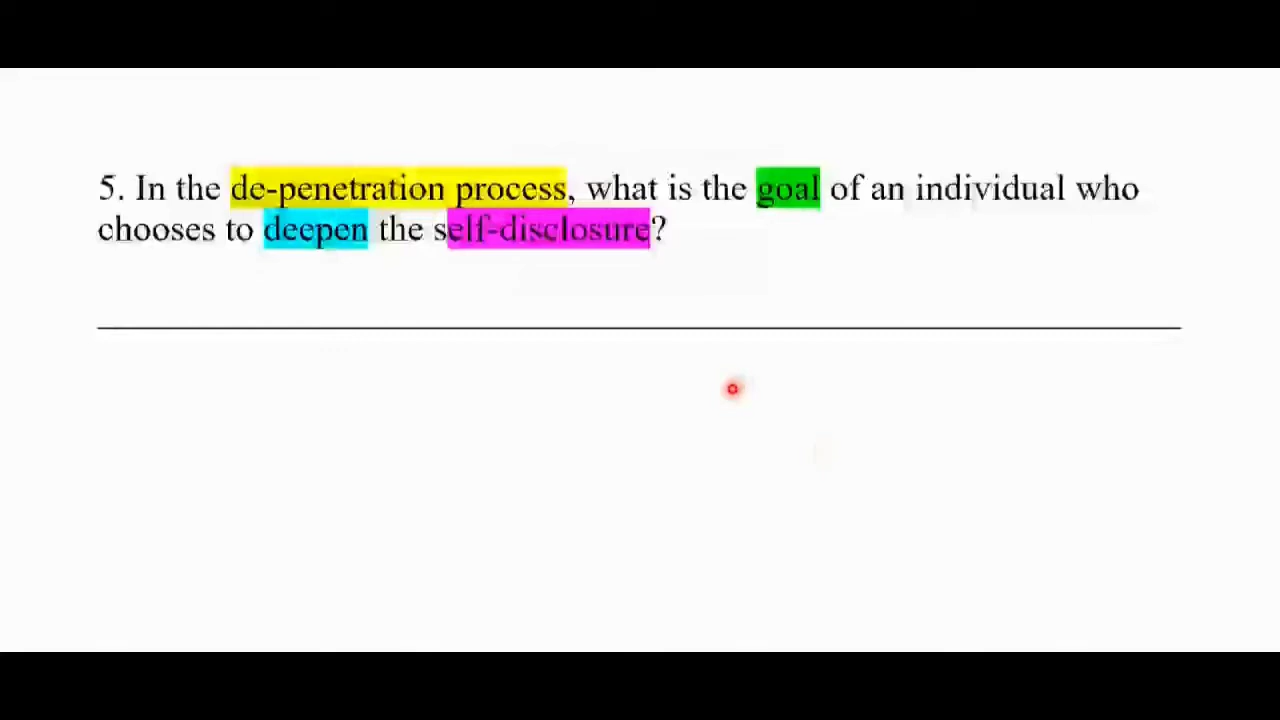 5. In the de-penetration process, what is the goal of an individual who
chooses to deepen the self-disclosure?